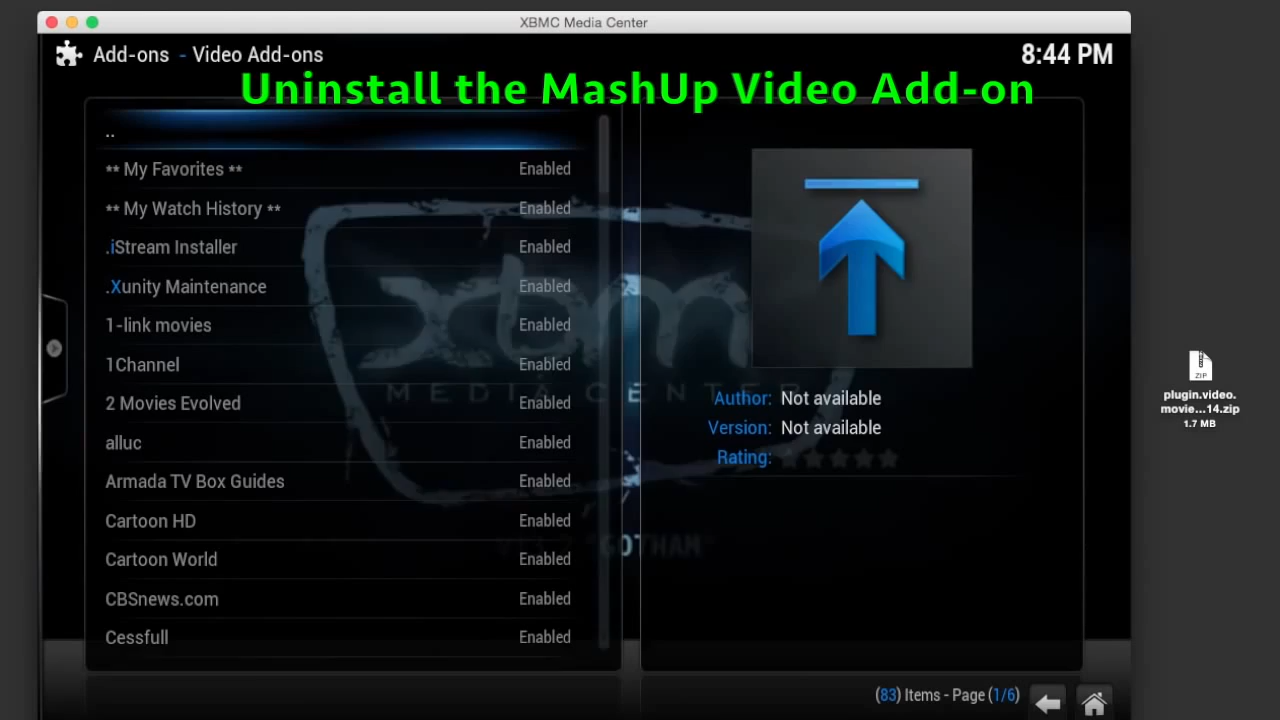 XBMC Media Center
Add-ons - Video Add-ons
8:44 PM
Uninstall the MashUp Video Add-on
..
** My Favorites ** Enabled
** My Watch History ** Enabled
.iStream Installer Enabled
.Xunity Maintenance Enabled
1-link movies Enabled
1Channel Enabled
2 Movies Evolved Enabled
alluc Enabled
Armada TV Box Guides Enabled
Cartoon HD Enabled
Cartoon World Enabled
CBSnews.com Enabled
Cessfull Enabled
xbmc
MEDIA CENTER
"GOTHAM"
Author: Not available
Version: Not available
Rating:
(83) Items - Page (1/6)
ZIP
plugin.video.
movie...14.zip
1.7 MB